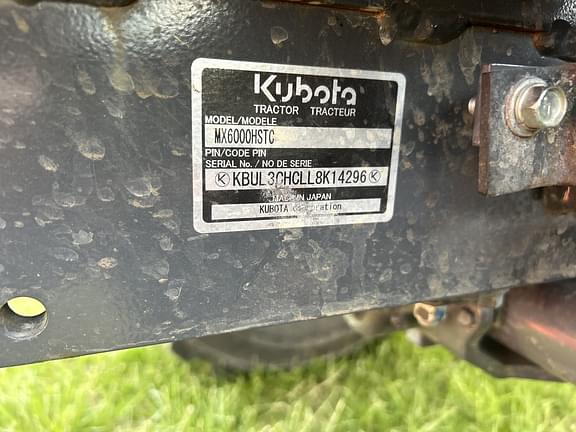 Kubota
TRACTOR TRACTEUR
MODEL/MODELE
MX6000HSTC
PIN/CODE PIN
SERIAL No. / NO DE SERIE
KBUL3CHCLL8K14296
MADE IN JAPAN
KUBOTA Corporation